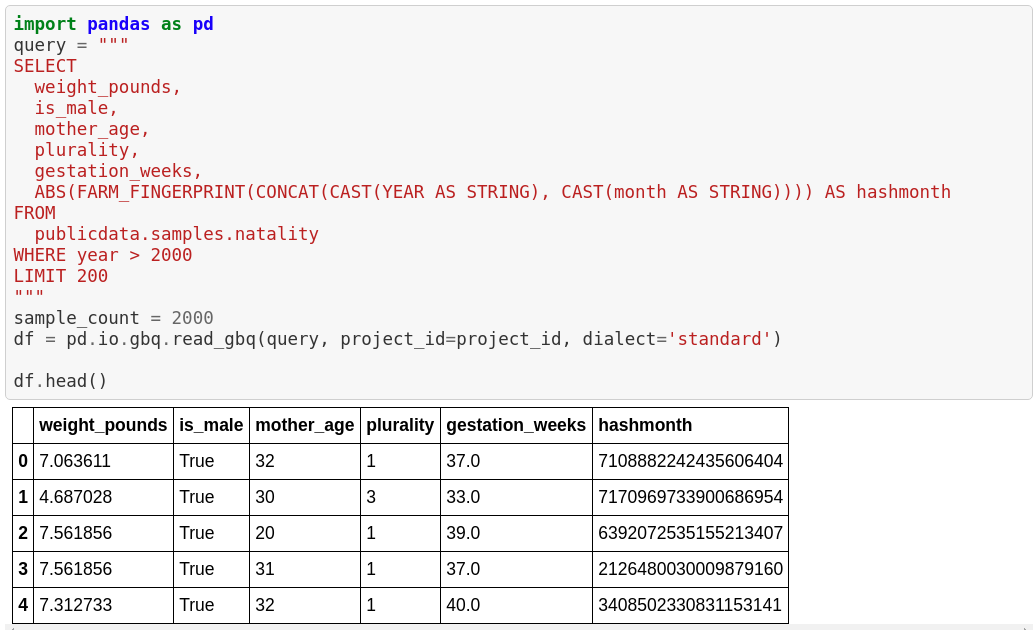 import pandas as pd
query = """
SELECT
  weight_pounds,
  is_male,
  mother_age,
  plurality,
  gestation_weeks,
  ABS(FARM_FINGERPRINT(CONCAT(CAST(YEAR AS STRING), CAST(month AS STRING)))) AS hashmonth
FROM
  publicdata.samples.natality
WHERE year > 2000
LIMIT 200
"""
sample_count = 2000
df = pd.io.gbq.read_gbq(query, project_id=project_id, dialect='standard')
df.head()
weight_pounds is_male mother_age plurality gestation_weeks hashmonth
0 7.063611 True 32 1 37.0 7108882242435606404
1 4.687028 True 30 3 33.0 7170969733900686954
2 7.561856 True 20 1 39.0 6392072535155213407
3 7.561856 True 31 1 37.0 2126480030009879160
4 7.312733 True 32 1 40.0 3408502330831153141